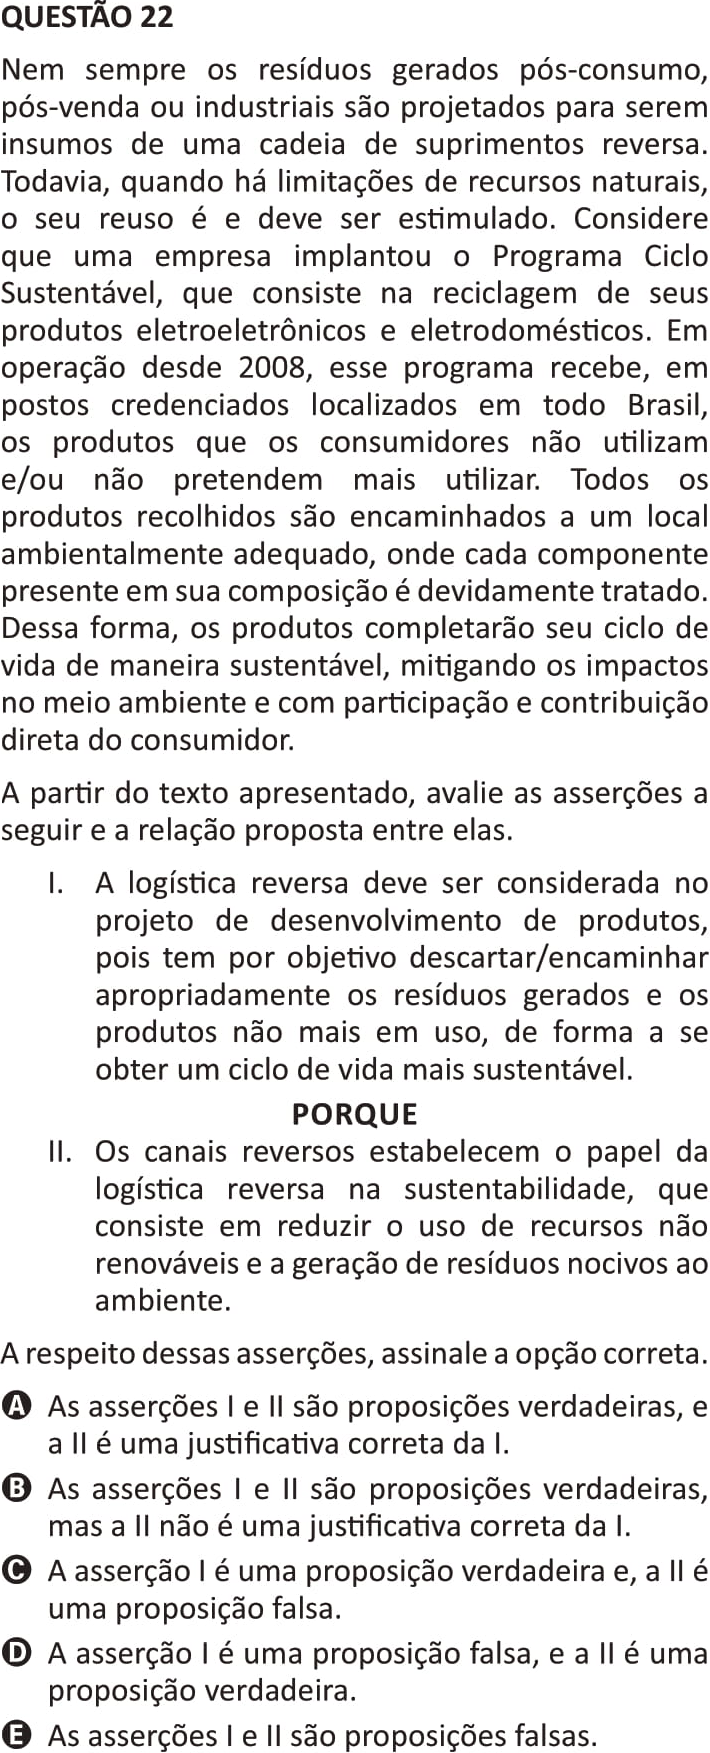 QUESTÃO 22
Nem sempre os resíduos gerados pós-consumo,
pós-venda ou industriais são projetados para serem
insumos de uma cadeia de suprimentos reversa.
Todavia, quando há limitações de recursos naturais,
o seu reuso é e deve ser estimulado. Considere
que uma empresa implantou o Programa Ciclo
Sustentável, que consiste na reciclagem de seus
produtos eletroeletrônicos e eletrodomésticos. Em
operação desde 2008, esse programa recebe, em
postos credenciados localizados em todo Brasil,
os produtos que os consumidores não utilizam
e/ou não pretendem mais utilizar. Todos os
produtos recolhidos são encaminhados a um local
ambientalmente adequado, onde cada componente
presente em sua composição é devidamente tratado.
Dessa forma, os produtos completarão seu ciclo de
vida de maneira sustentável, mitigando os impactos
no meio ambiente e com participação e contribuição
direta do consumidor.
A partir do texto apresentado, avalie as asserções a
seguir e a relação proposta entre elas.
I. A logística reversa deve ser considerada no
projeto de desenvolvimento de produtos,
pois tem por objetivo descartar/encaminhar
apropriadamente os resíduos gerados e os
produtos não mais em uso, de forma a se
obter um ciclo de vida mais sustentável.
PORQUE
II. Os canais reversos estabelecem o papel da
logística reversa na sustentabilidade, que
consiste em reduzir o uso de recursos não
renováveis e a geração de resíduos nocivos ao
ambiente.
A respeito dessas asserções, assinale a opção correta.
A As asserções I e II são proposições verdadeiras, e
a II é uma justificativa correta da I.
B As asserções I e II são proposições verdadeiras,
mas a II não é uma justificativa correta da I.
C A asserção I é uma proposição verdadeira e, a II é
uma proposição falsa.
D A asserção I é uma proposição falsa, e a II é uma
proposição verdadeira.
E As asserções I e II são proposições falsas.